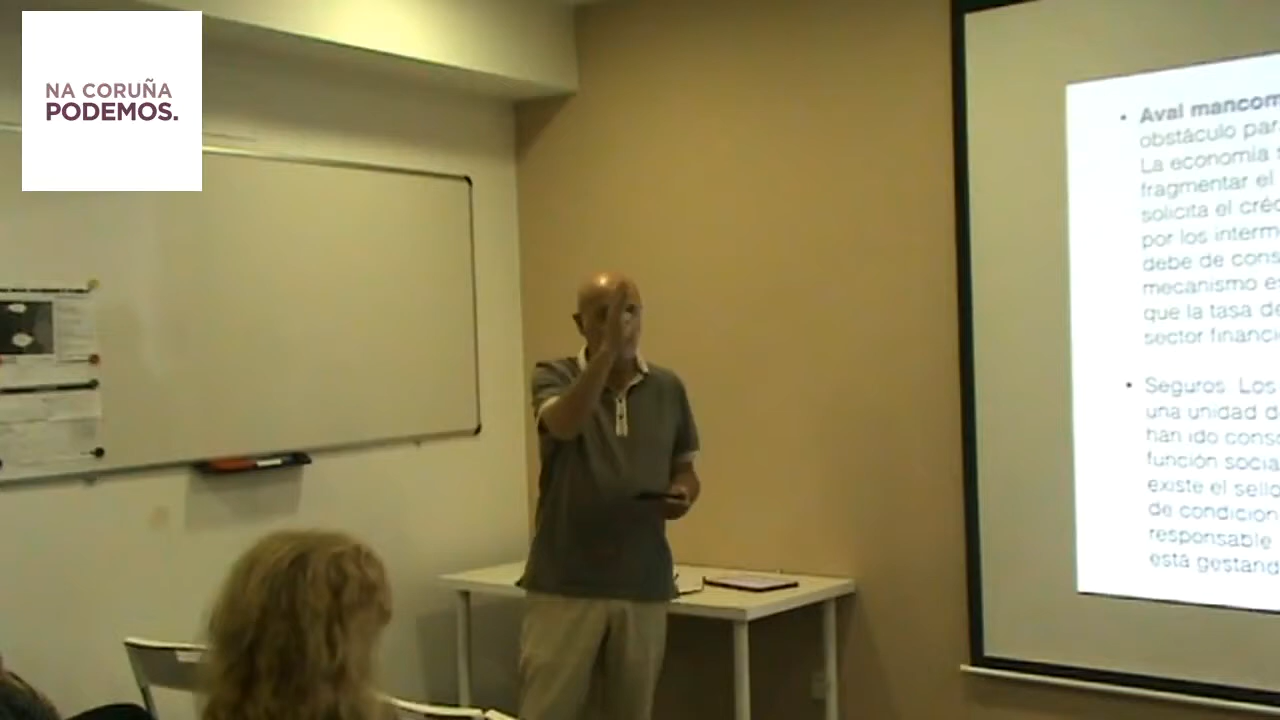 NA CORUÑA
PODEMOS.
• Aval mancom
obstáculo par
La economía s
fragmentar el
solicita el créd
por los interm
debe de cons
mecanismo es
que la tasa de
sector financi
• Seguros. Los
una unidad d
han ido conso
función socia
existe el sello
de condicion
responsable
está gestand